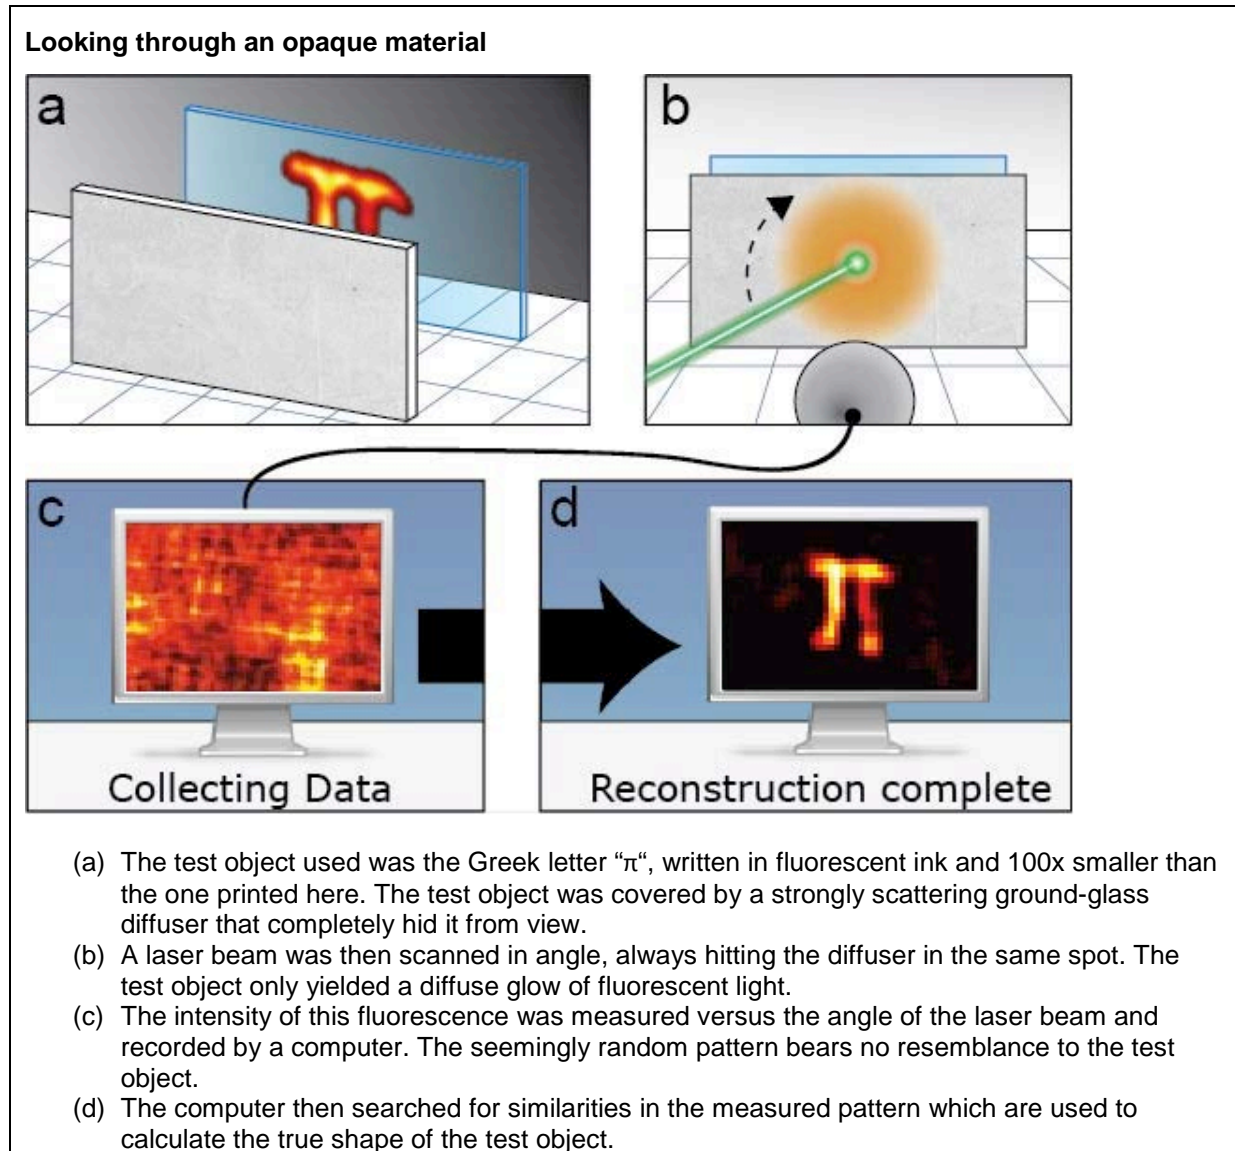 Looking through an opaque material
a
b
c
d
Collecting Data
Reconstruction complete
(a) The test object used was the Greek letter “π“, written in fluorescent ink and 100x smaller than
the one printed here. The test object was covered by a strongly scattering ground-glass
diffuser that completely hid it from view.
(b) A laser beam was then scanned in angle, always hitting the diffuser in the same spot. The
test object only yielded a diffuse glow of fluorescent light.
(c) The intensity of this fluorescence was measured versus the angle of the laser beam and
recorded by a computer. The seemingly random pattern bears no resemblance to the test
object.
(d) The computer then searched for similarities in the measured pattern which are used to
calculate the true shape of the test object.